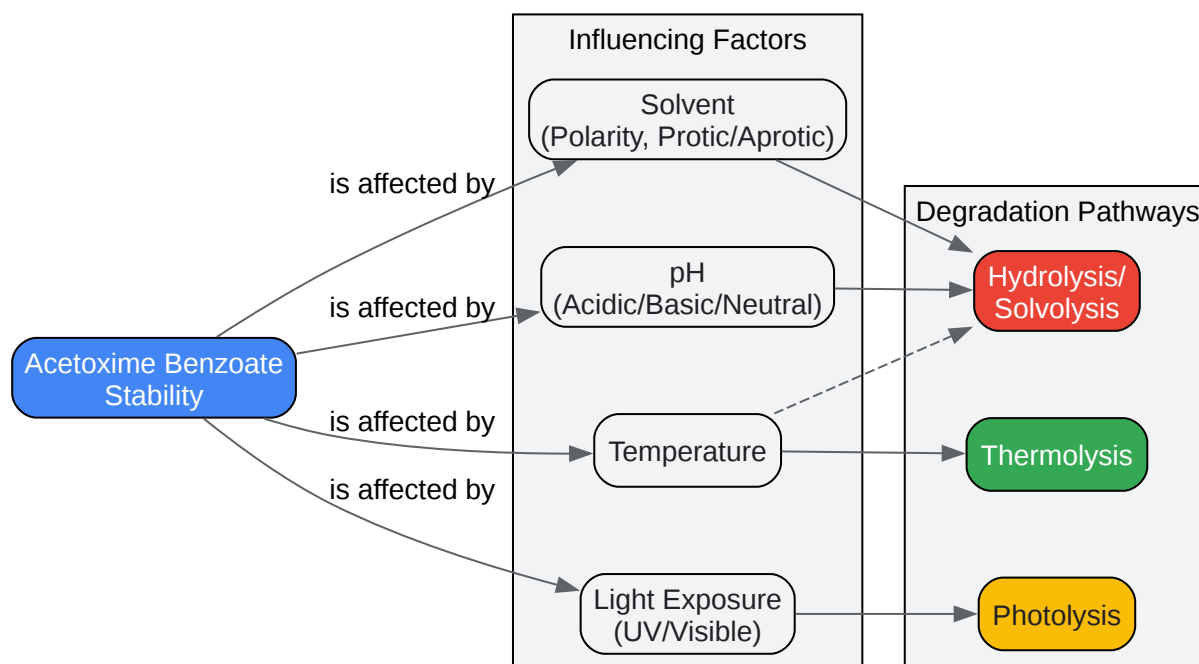 Influencing Factors
Solvent
(Polarity, Protic/Aprotic)
is affected by
Degradation Pathways
pH
(Acidic/Basic/Neutral)
Hydrolysis/
Solvolysis
is affected by
Acetoxime Benzoate
Stability
is affected by
Temperature
Thermolysis
is affected by
Light Exposure
(UV/Visible)
Photolysis